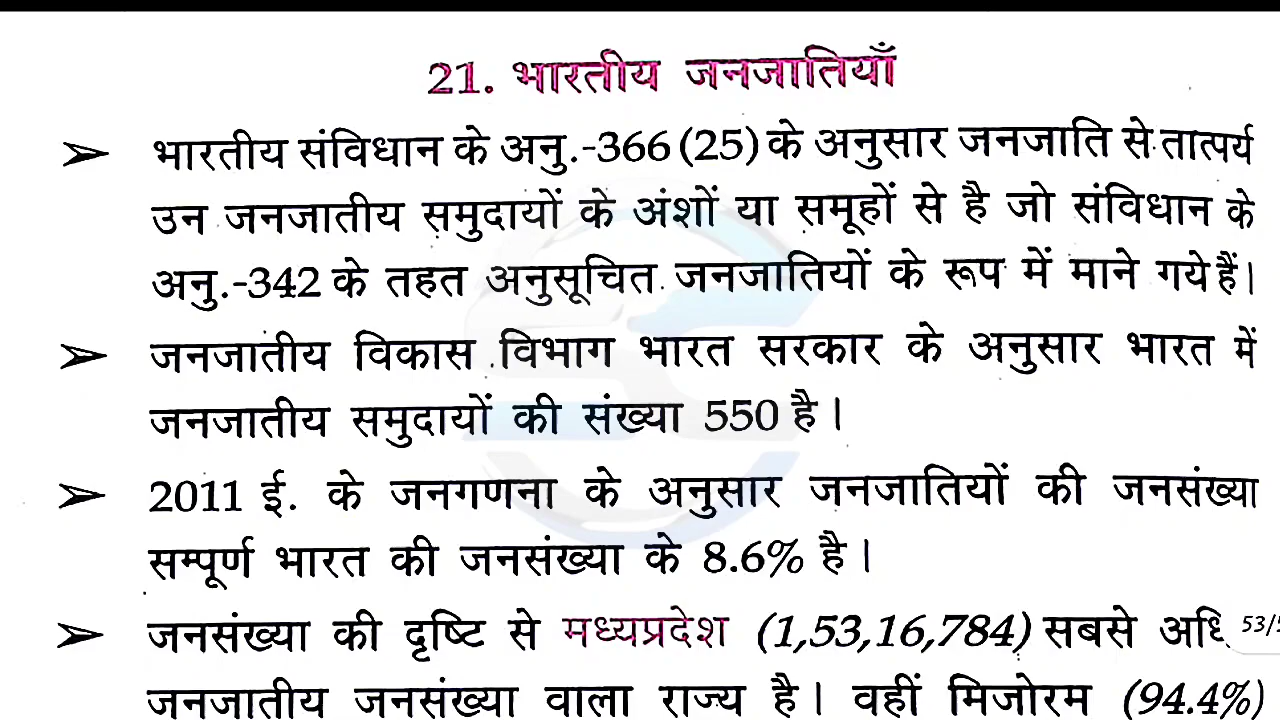 21. भारतीय जनजातियाँ
➢ भारतीय संविधान के अनु.-366 (25) के अनुसार जनजाति से तात्पर्य
उन जनजातीय समुदायों के अंशों या समूहों से है जो संविधान के
अनु.-342 के तहत अनुसूचित जनजातियों के रूप में माने गये हैं।
➢ जनजातीय विकास विभाग भारत सरकार के अनुसार भारत में
जनजातीय समुदायों की संख्या 550 है।
➢ 2011 ई. के जनगणना के अनुसार जनजातियों की जनसंख्या
सम्पूर्ण भारत की जनसंख्या के 8.6% है।
➢ जनसंख्या की दृष्टि से मध्यप्रदेश (1,53,16,784) सबसे
जनजातीय जनसंख्या वाला राज्य है। वहीं मिजोरम (94.4%)